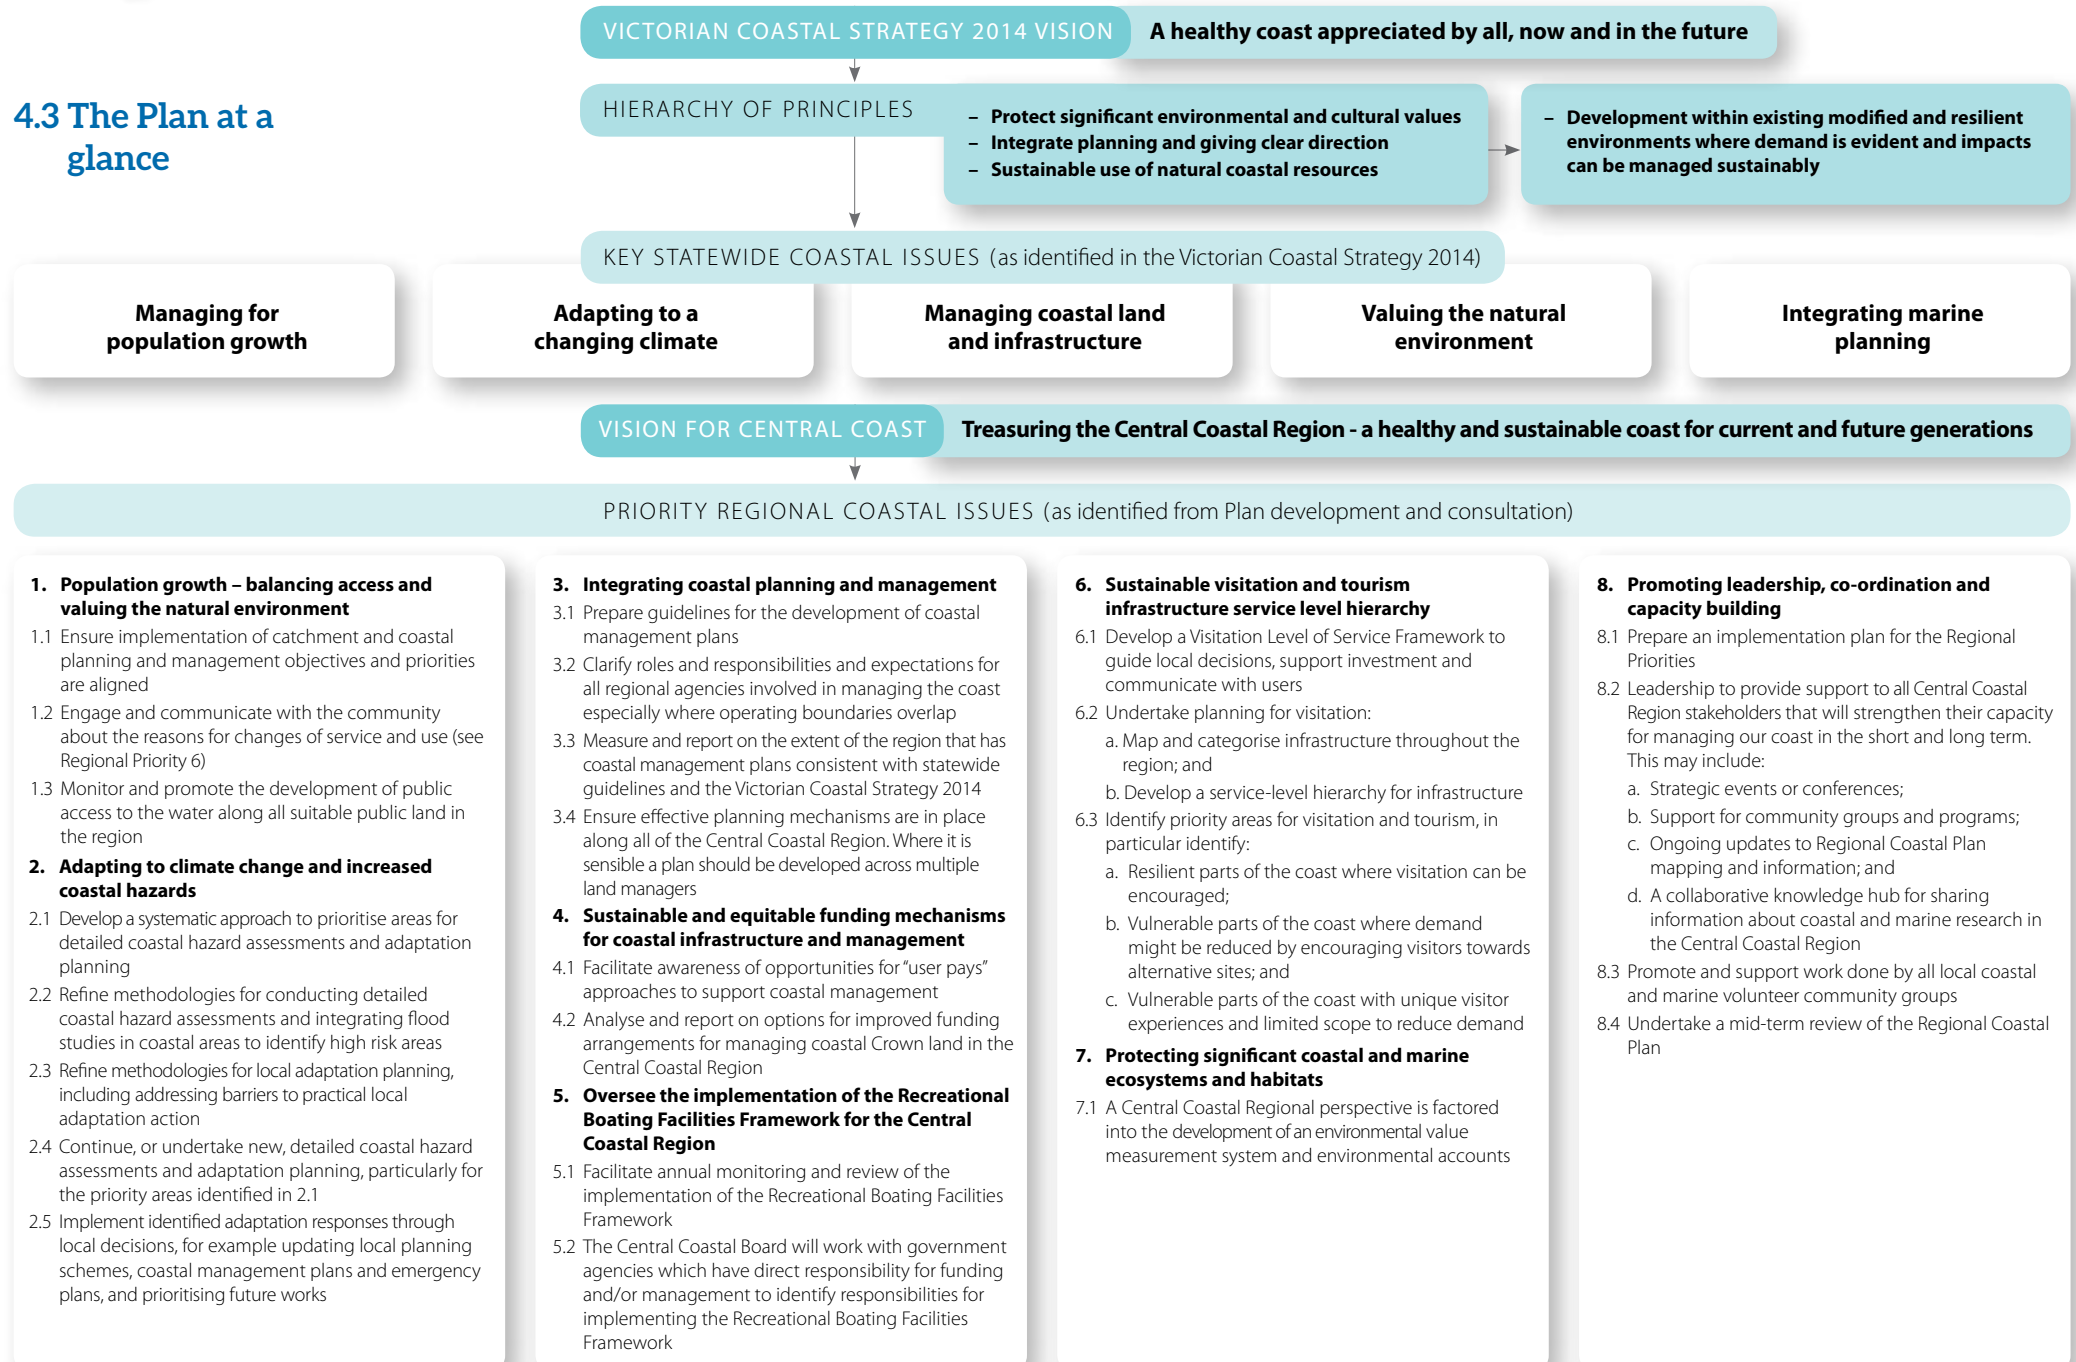 VICTORIAN COASTAL STRATEGY 2014 VISION
A healthy coast appreciated by all, now and in the future
4.3 The Plan at a
glance
HIERARCHY OF PRINCIPLES
– Protect significant environmental and cultural values
– Integrate planning and giving clear direction
– Sustainable use of natural coastal resources
– Development within existing modified and resilient
environments where demand is evident and impacts
can be managed sustainably
KEY STATEWIDE COASTAL ISSUES (as identified in the Victorian Coastal Strategy 2014)
Managing for
population growth
Adapting to a
changing climate
Managing coastal land
and infrastructure
Valuing the natural
environment
Integrating marine
planning
VISION FOR CENTRAL COAST
Treasuring the Central Coastal Region - a healthy and sustainable coast for current and future generations
PRIORITY REGIONAL COASTAL ISSUES (as identified from Plan development and consultation)
1. Population growth – balancing access and
valuing the natural environment
1.1 Ensure implementation of catchment and coastal
planning and management objectives and priorities
are aligned
1.2 Engage and communicate with the community
about the reasons for changes of service and use (see
Regional Priority 6)
1.3 Monitor and promote the development of public
access to the water along all suitable public land in
the region
2. Adapting to climate change and increased
coastal hazards
2.1 Develop a systematic approach to prioritise areas for
detailed coastal hazard assessments and adaptation
planning
2.2 Refine methodologies for conducting detailed
coastal hazard assessments and integrating flood
studies in coastal areas to identify high risk areas
2.3 Refine methodologies for local adaptation planning,
including addressing barriers to practical local
adaptation action
2.4 Continue, or undertake new, detailed coastal hazard
assessments and adaptation planning, particularly for
the priority areas identified in 2.1
2.5 Implement identified adaptation responses through
local decisions, for example updating local planning
schemes, coastal management plans and emergency
plans, and prioritising future works
3. Integrating coastal planning and management
3.1 Prepare guidelines for the development of coastal
management plans
3.2 Clarify roles and responsibilities and expectations for
all regional agencies involved in managing the coast
especially where operating boundaries overlap
3.3 Measure and report on the extent of the region that has
coastal management plans consistent with statewide
guidelines and the Victorian Coastal Strategy 2014
3.4 Ensure effective planning mechanisms are in place
along all of the Central Coastal Region. Where it is
sensible a plan should be developed across multiple
land managers
4. Sustainable and equitable funding mechanisms
for coastal infrastructure and management
4.1 Facilitate awareness of opportunities for “user pays”
approaches to support coastal management
4.2 Analyse and report on options for improved funding
arrangements for managing coastal Crown land in the
Central Coastal Region
5. Oversee the implementation of the Recreational
Boating Facilities Framework for the Central
Coastal Region
5.1 Facilitate annual monitoring and review of the
implementation of the Recreational Boating Facilities
Framework
5.2 The Central Coastal Board will work with government
agencies which have direct responsibility for funding
and/or management to identify responsibilities for
implementing the Recreational Boating Facilities
Framework
6. Sustainable visitation and tourism
infrastructure service level hierarchy
6.1 Develop a Visitation Level of Service Framework to
guide local decisions, support investment and
communicate with users
6.2 Undertake planning for visitation:
a. Map and categorise infrastructure throughout the
region; and
b. Develop a service-level hierarchy for infrastructure
6.3 Identify priority areas for visitation and tourism, in
particular identify:
a. Resilient parts of the coast where visitation can be
encouraged;
b. Vulnerable parts of the coast where demand
might be reduced by encouraging visitors towards
alternative sites; and
c. Vulnerable parts of the coast with unique visitor
experiences and limited scope to reduce demand
7. Protecting significant coastal and marine
ecosystems and habitats
7.1 A Central Coastal Regional perspective is factored
into the development of an environmental value
measurement system and environmental accounts
8. Promoting leadership, co-ordination and
capacity building
8.1 Prepare an implementation plan for the Regional
Priorities
8.2 Leadership to provide support to all Central Coastal
Region stakeholders that will strengthen their capacity
for managing our coast in the short and long term.
This may include:
a. Strategic events or conferences;
b. Support for community groups and programs;
c. Ongoing updates to Regional Coastal Plan
mapping and information; and
d. A collaborative knowledge hub for sharing
information about coastal and marine research in
the Central Coastal Region
8.3 Promote and support work done by all local coastal
and marine volunteer community groups
8.4 Undertake a mid-term review of the Regional Coastal
Plan